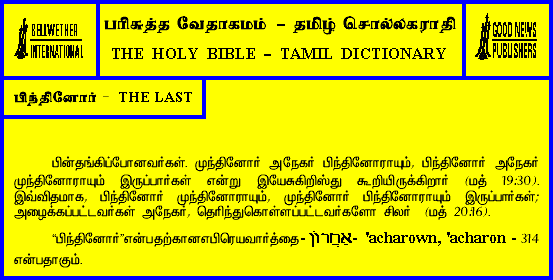 BELLWETHER
INTERNATIONAL
பரிசுத்த வேதாகமம் - தமிழ் சொல்லகராதி
THE HOLY BIBLE - TAMIL DICTIONARY
GOOD NEWS
PUBLISHERS
பிந்தினோர் - THE LAST
பின்தங்கிப்போனவர்கள். முந்தினோர் அநேகர் பிந்தினோராயும், பிந்தினோர் அநேகர்
முந்தினோராயும் இருப்பார்கள் என்று இயேசுகிறிஸ்து கூறியிருக்கிறார் (மத் 19:30).
இவ்விதமாக, பிந்தினோர் முந்தினோராயும், முந்தினோர் பிந்தினோராயும் இருப்பார்கள்;
அழைக்கப்பட்டவர்கள் அநேகர், தெரிந்துகொள்ளப்பட்டவர்களோ சிலர் (மத் 20:16).
“பிந்தினோர்”என்பதற்கானஎபிரெயவார்த்தை - אַחֲרוֹן - 'acharown, 'acharon - 314
என்பதாகும்.